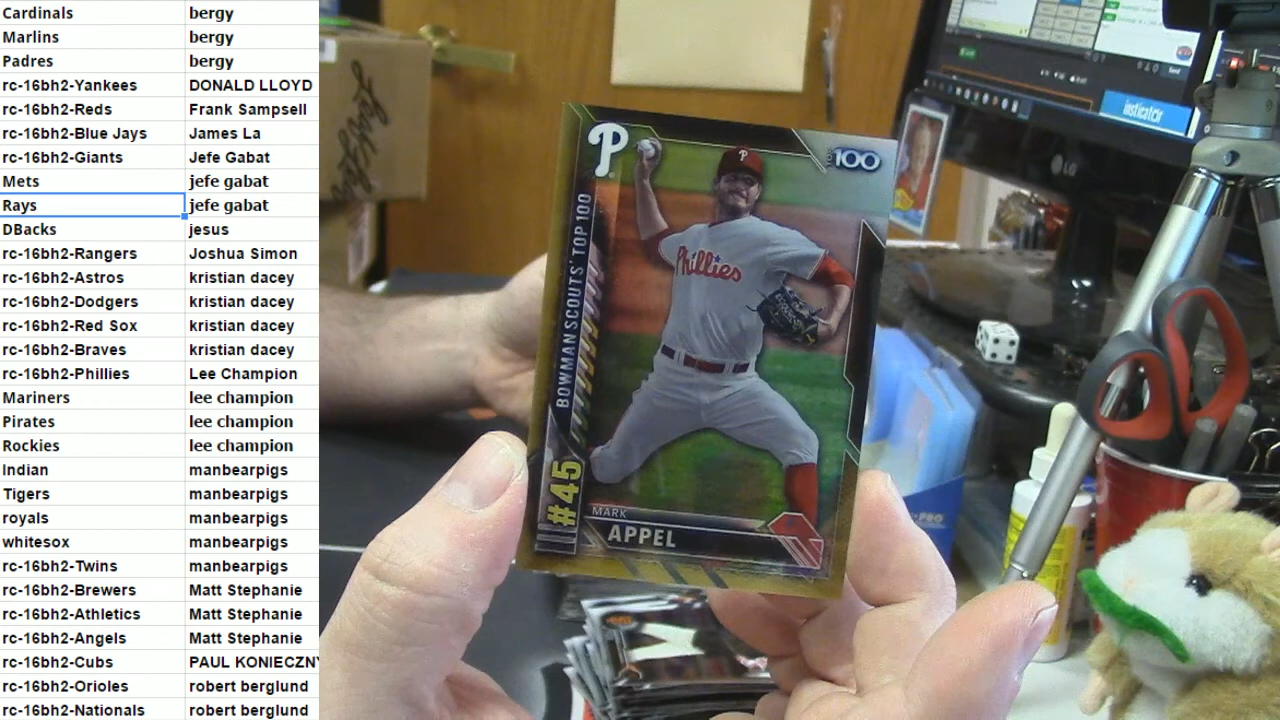 Cardinals bergy
Marlins bergy
Padres bergy
rc-16bh2-Yankees DONALD LLOYD
rc-16bh2-Reds Frank Sampsell
rc-16bh2-Blue Jays James La
rc-16bh2-Giants Jefe Gabat
Mets jefe gabat
Rays jefe gabat
DBacks jesus
rc-16bh2-Rangers Joshua Simon
rc-16bh2-Astros kristian dacey
rc-16bh2-Dodgers kristian dacey
rc-16bh2-Red Sox kristian dacey
rc-16bh2-Braves kristian dacey
rc-16bh2-Phillies Lee Champion
Mariners lee champion
Pirates lee champion
Rockies lee champion
Indian manbearpigs
Tigers manbearpigs
royals manbearpigs
whitesox manbearpigs
rc-16bh2-Twins manbearpigs
rc-16bh2-Brewers Matt Stephanie
rc-16bh2-Athletics Matt Stephanie
rc-16bh2-Angels Matt Stephanie
rc-16bh2-Cubs PAUL KONIECZNY
rc-16bh2-Orioles robert berglund
rc-16bh2-Nationals robert berglund
P
TOP 100
P
Phillies
BOWMAN SCOUTS' TOP 100
#45
MARK
APPEL
insticator
LG